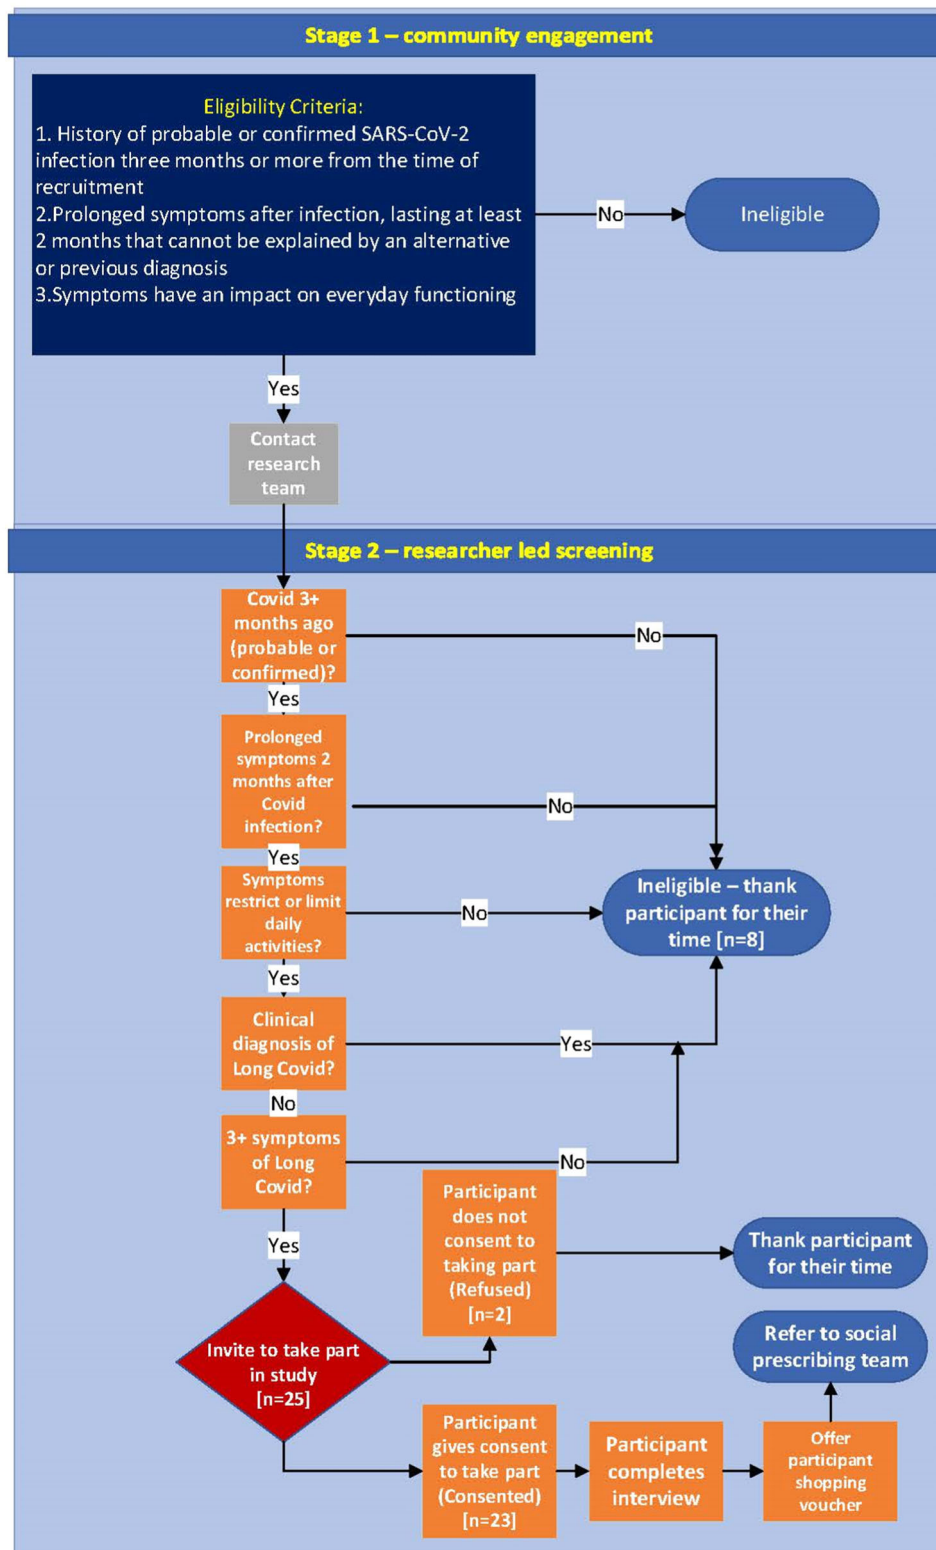 Stage 1 – community engagement
Eligibility Criteria:
1. History of probable or confirmed SARS-CoV-2
infection three months or more from the time of
recruitment
2.Prolonged symptoms after infection, lasting at least
2 months that cannot be explained by an alternative
or previous diagnosis
3.Symptoms have an impact on everyday functioning
No
Ineligible
Yes
Contact
research
team
Stage 2 – researcher led screening
Covid 3+
months ago
(probable or
confirmed)?
No
Yes
Prolonged
symptoms 2
months after
Covid
infection?
No
Yes
Symptoms
restrict or limit
daily
activities?
No
Ineligible – thank
participant for their
time [n=8]
Yes
Clinical
diagnosis of
Long Covid?
Yes
No
3+ symptoms
of Long
Covid?
No
Yes
Participant
does not
consent to
taking part
(Refused)
[n=2]
Thank participant
for their time
Invite to take part
in study
[n=25]
Refer to social
prescribing team
Participant
gives consent
to take part
(Consented)
[n=23]
Participant
completes
interview
Offer
participant
shopping
voucher